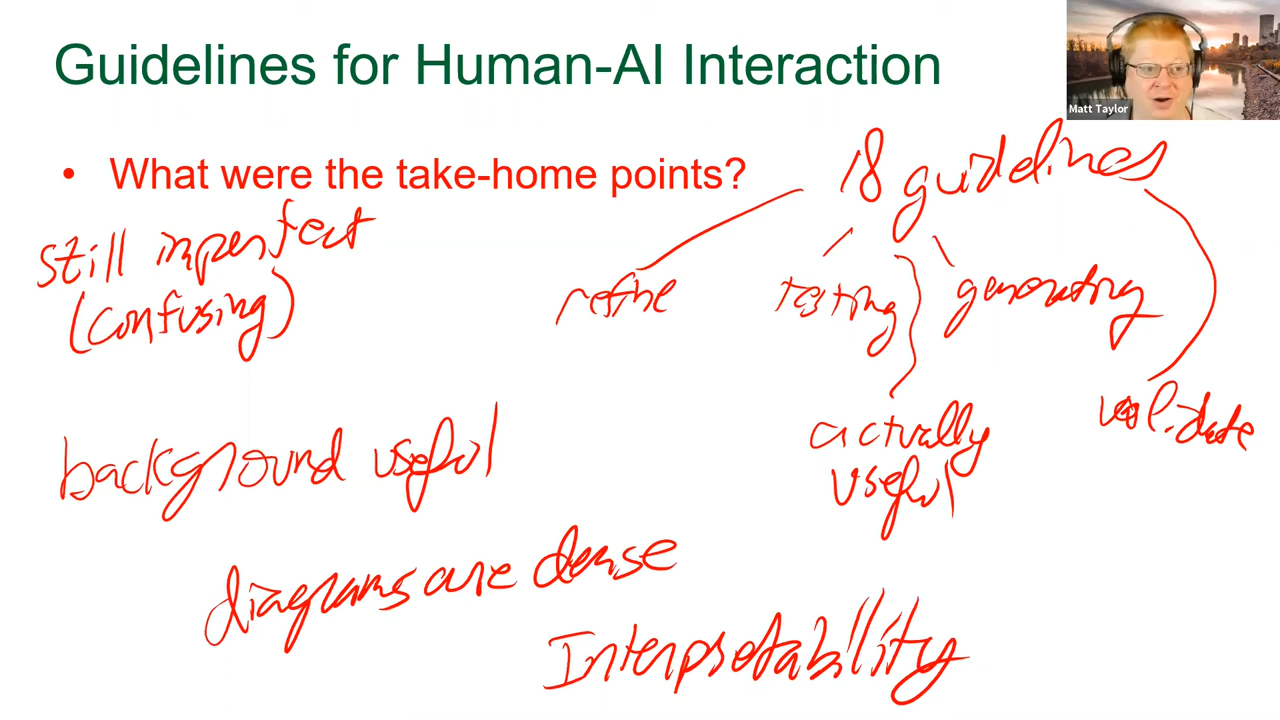 Guidelines for Human-AI Interaction
Matt Taylor
• What were the take-home points?
18 guidelines
still imperfect
(confusing)
refine
testing
generating
validate
actually
useful
background useful
diagrams are dense
Interpretability